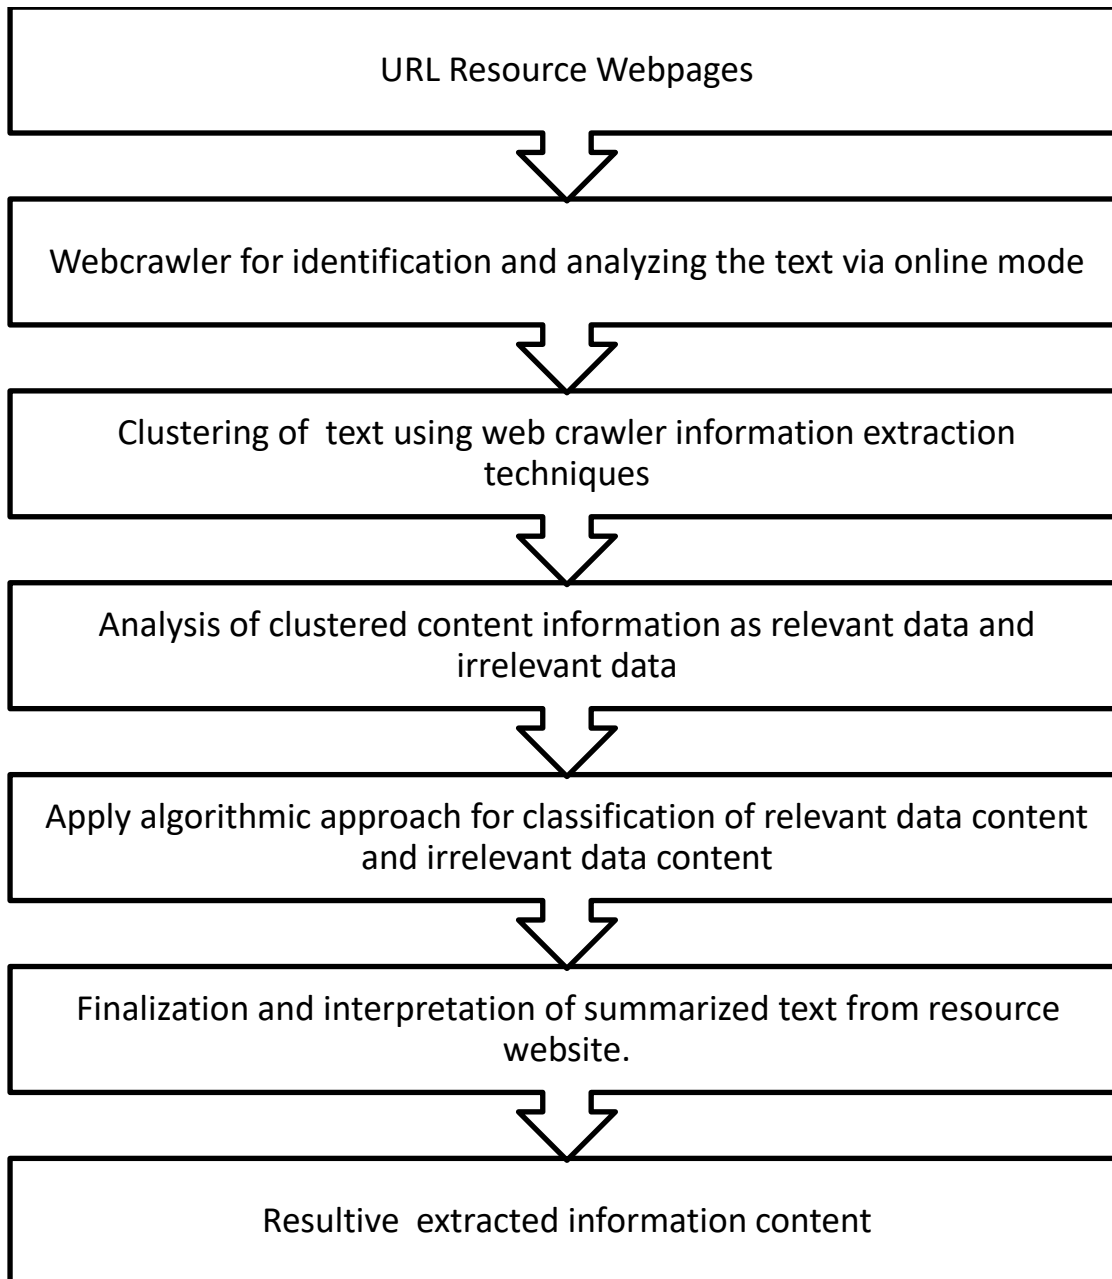 URL Resource Webpages
Webcrawler for identification and analyzing the text via online mode
Clustering of  text using web crawler information extraction
techniques
Analysis of clustered content information as relevant data and
irrelevant data
Apply algorithmic approach for classification of relevant data content
and irrelevant data content
Finalization and interpretation of summarized text from resource
website.
Resultive  extracted information content